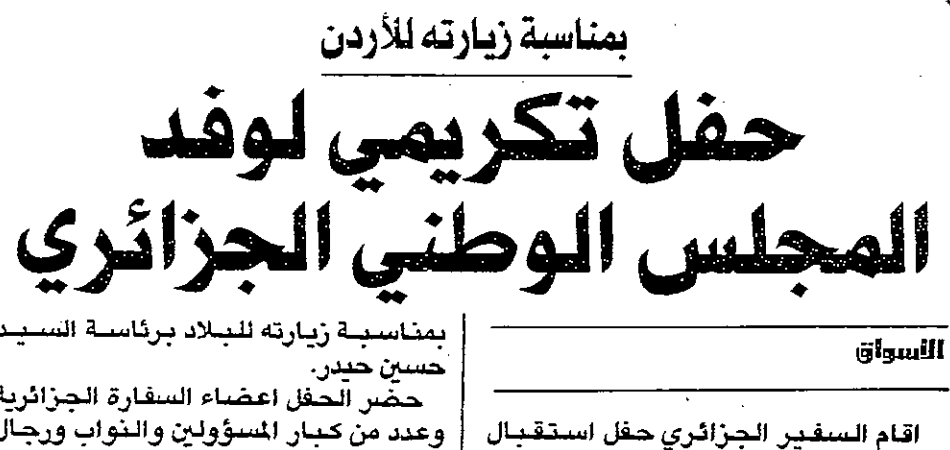 بمناسبة زيارته للأردن
حفل تكريمي لوفد
المجلس الوطني الجزائري
الاسواق
اقام السفير الجزائري حفل استقبال
بمناسبة زيارته للبلاد برئاسة السيد
حسين حيدر.
حضر الحفل اعضاء السفارة الجزائرية
وعدد من كبار المسؤولين والنواب ورجال